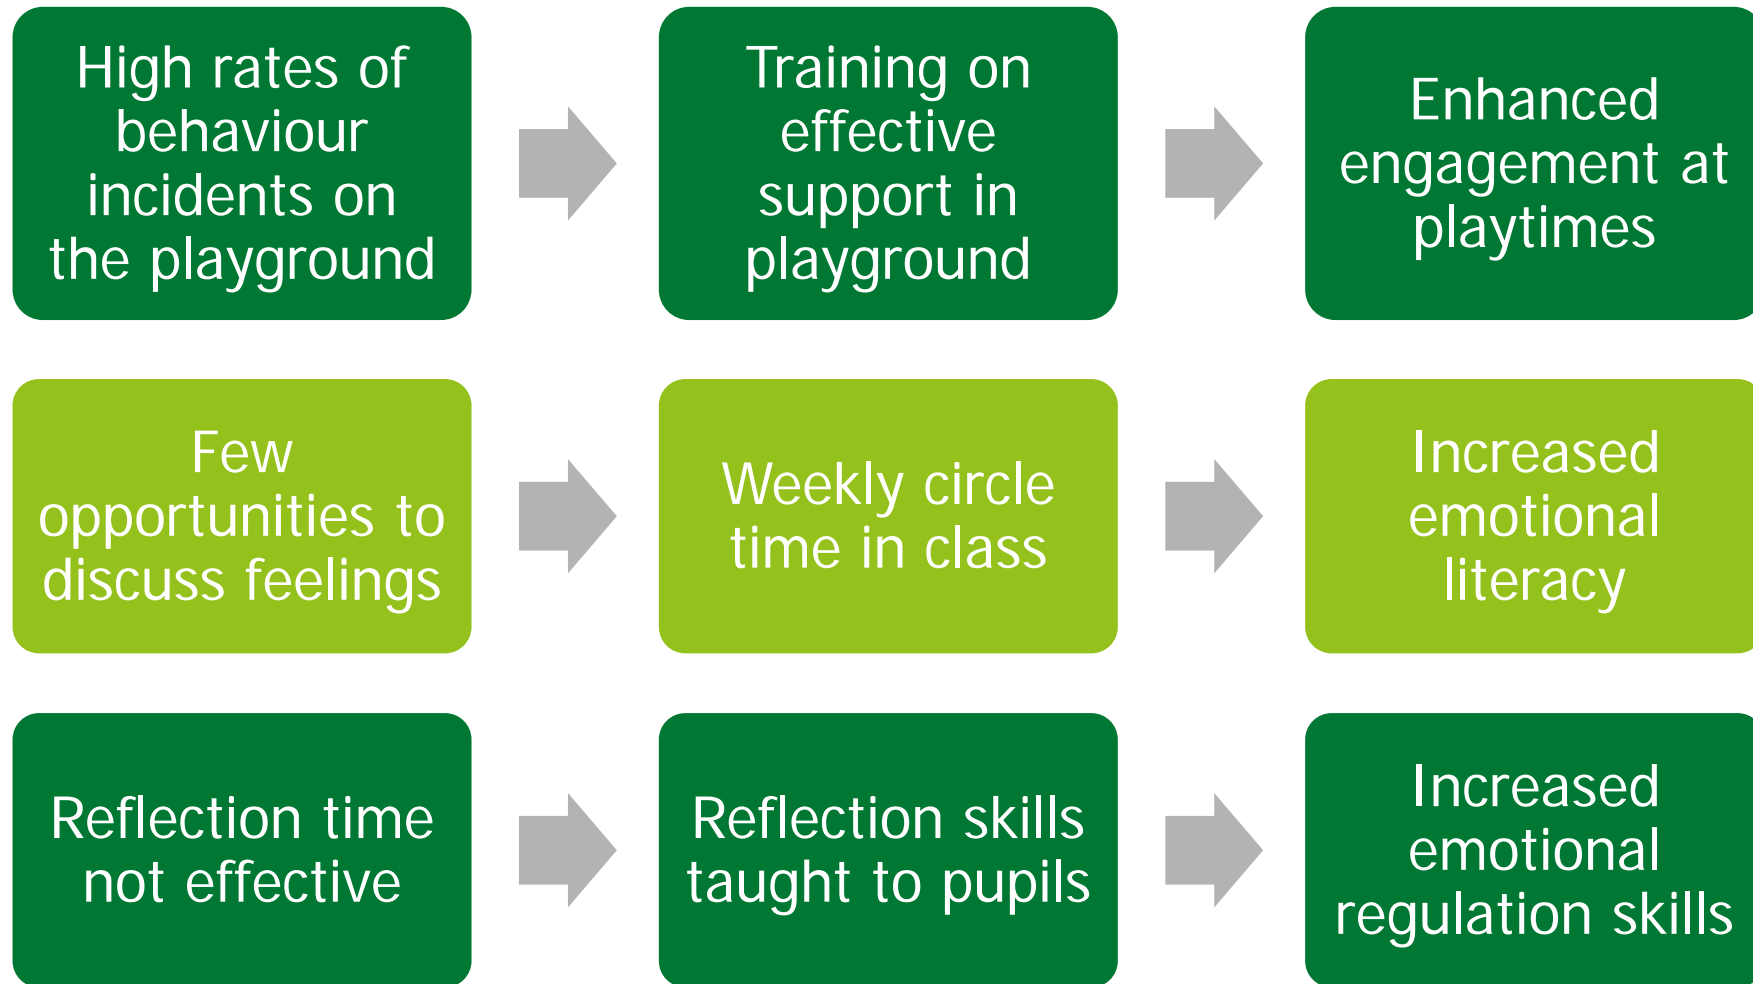 High rates of
behaviour
incidents on
the playground
Training on
effective
support in
playground
Enhanced
engagement at
playtimes
Few
opportunities to
discuss feelings
Weekly circle
time in class
Increased
emotional
literacy
Reflection time
not effective
Reflection skills
taught to pupils
Increased
emotional
regulation skills